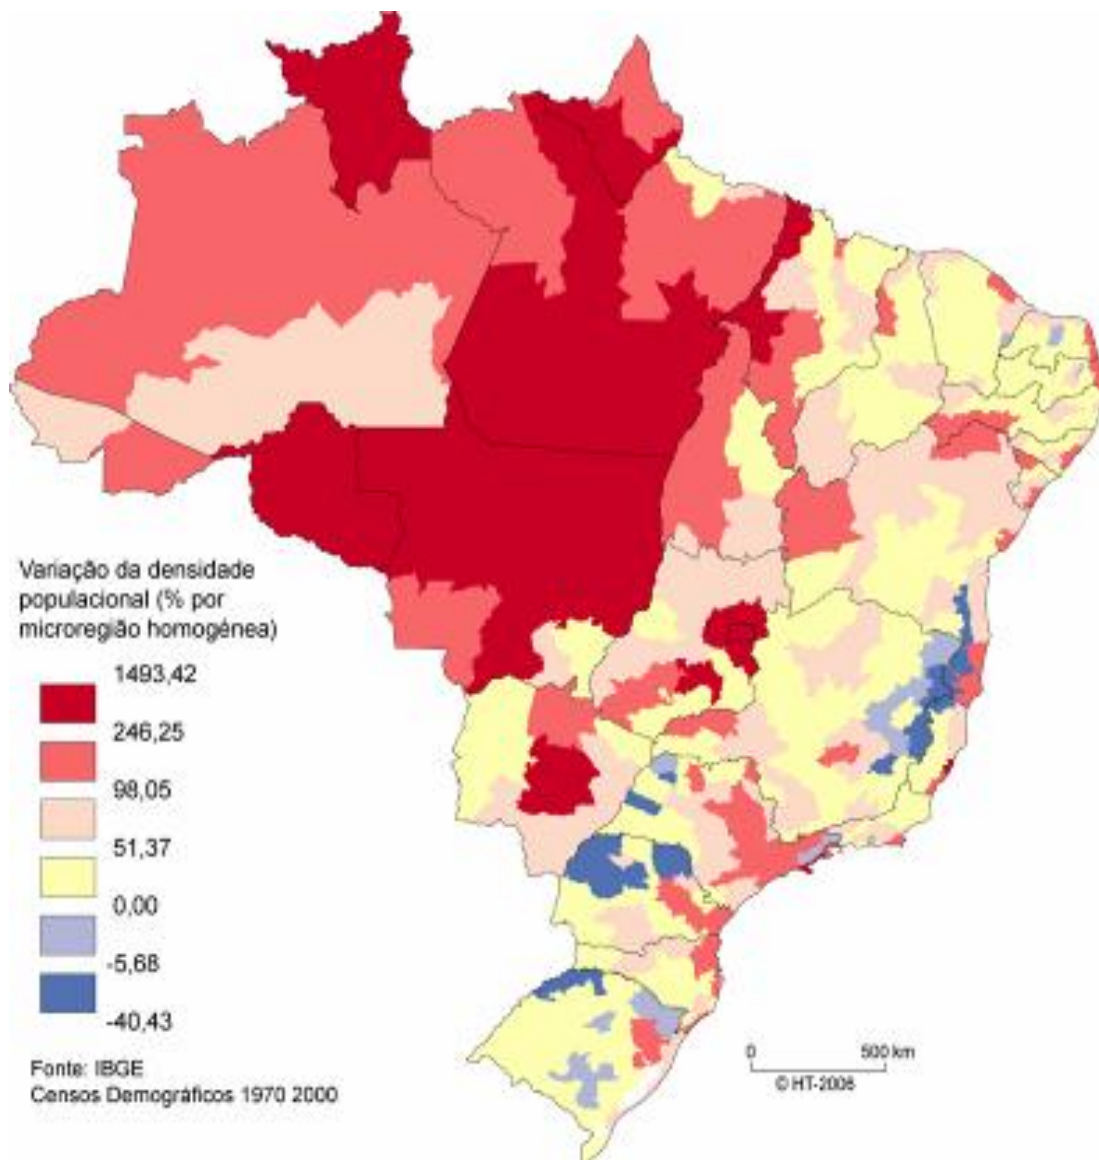 Variação da densidade
populacional (% por
microregião homogénea)
1493,42
246,25
98,05
51,37
0,00
-5,68
-40,43
Fonte: IBGE
Censos Demográficos 1970 2000
0 500 km
© HT-2006